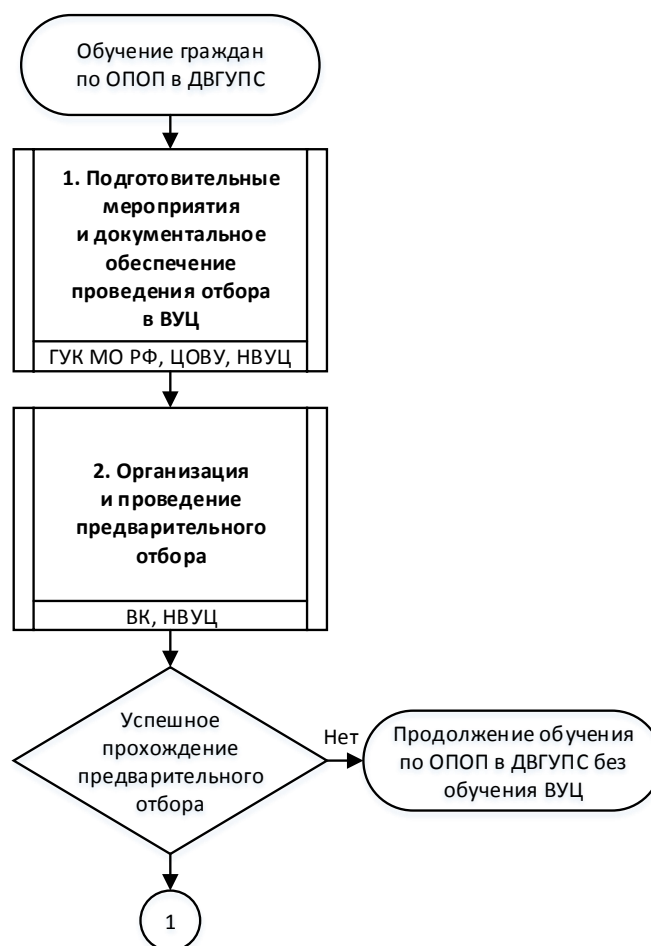 Обучение граждан
по ОПОП в ДВГУПС
1. Подготовительные
мероприятия
и документальное
обеспечение
проведения отбора
в ВУЦ
ГУК МО РФ, ЦОВУ, НВУЦ
2. Организация
и проведение
предварительного
отбора
ВК, НВУЦ
Успешное
прохождение
предварительного
отбора
Нет
Продолжение обучения
по ОПОП в ДВГУПС без
обучения ВУЦ
1